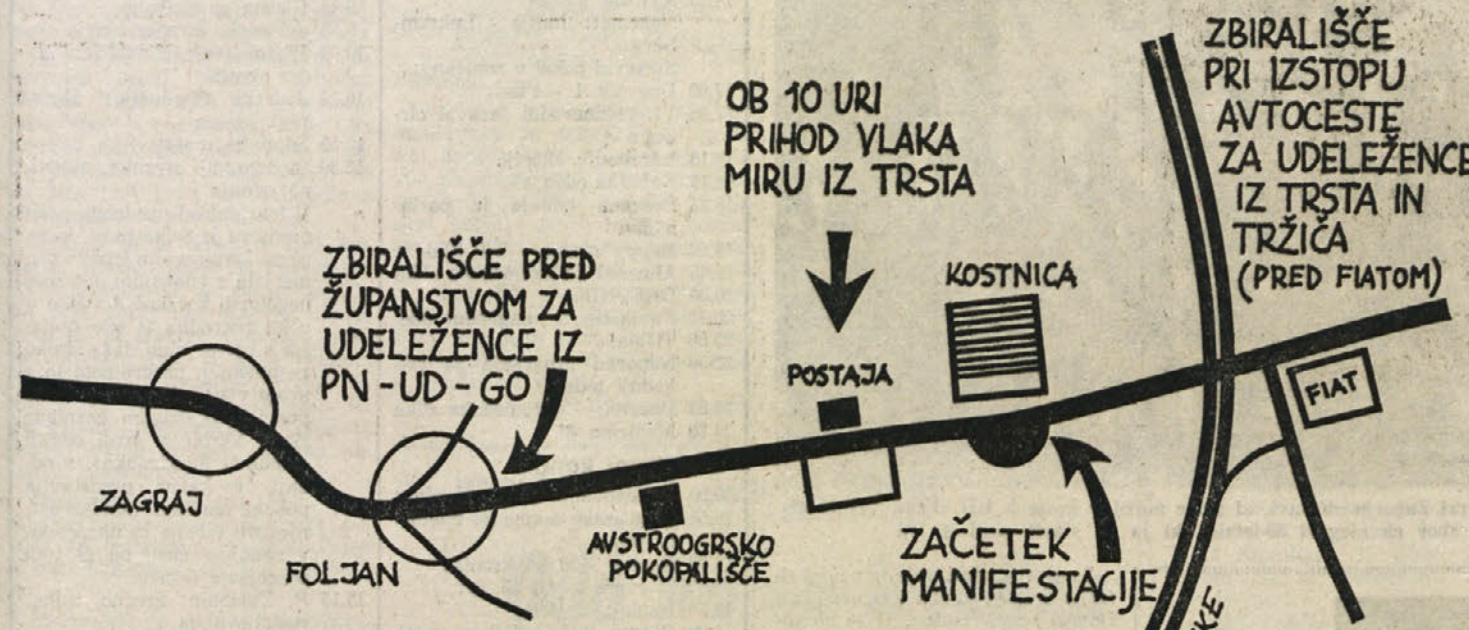 ZBIRALIŠČE
PRI IZSTOPU
AVTOCESTE
ZA UDELEŽENCE
IZ TRSTA IN
TRŽIČA
(PRED FIATOM)
OB 10 URI
PRIHOD VLAKA
MIRU IZ TRSTA
ZBIRALIŠČE PRED
ŽUPANSTVOM ZA
UDELEŽENCE IZ
PN-UD-GO
KOSTNICA
POSTAJA
FIAT
ZAGRAJ
FOLJAN
AVSTROOGRSKO
POKOPALIŠČE
ZAČETEK
MANIFESTACIJE